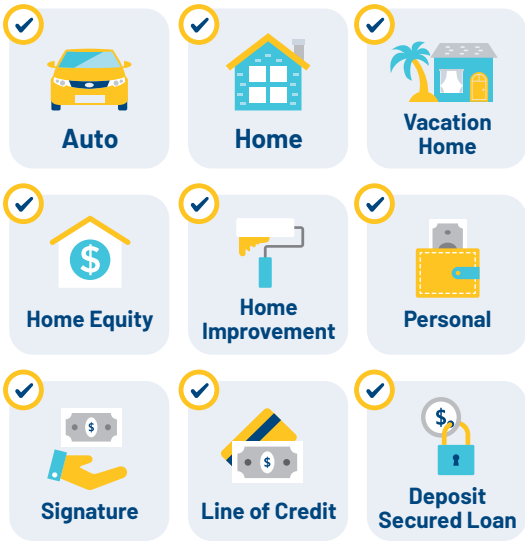 Auto
Home
Vacation
Home
$
Home Equity
Home
Improvement
Personal
$
Signature
$
Line of Credit
$
Deposit
Secured Loan